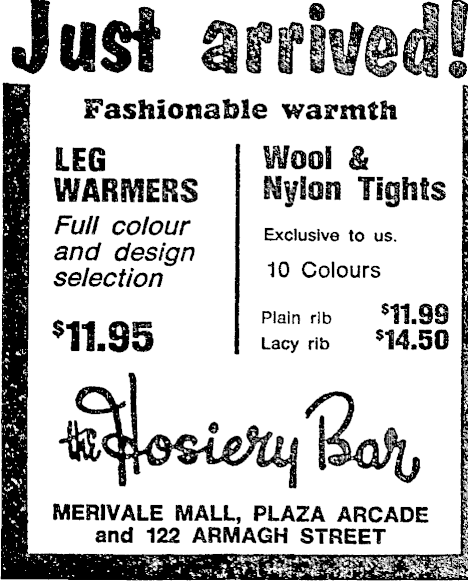 Just arrived!
Fashionable warmth
LEG
WARMERS
Full colour
and design
selection
$11.95
Wool &
Nylon Tights
Exclusive to us.
10 Colours
Plain rib $11.99
Lacy rib $14.50
the Hosiery Bar
MERIVALE MALL, PLAZA ARCADE
and 122 ARMAGH STREET